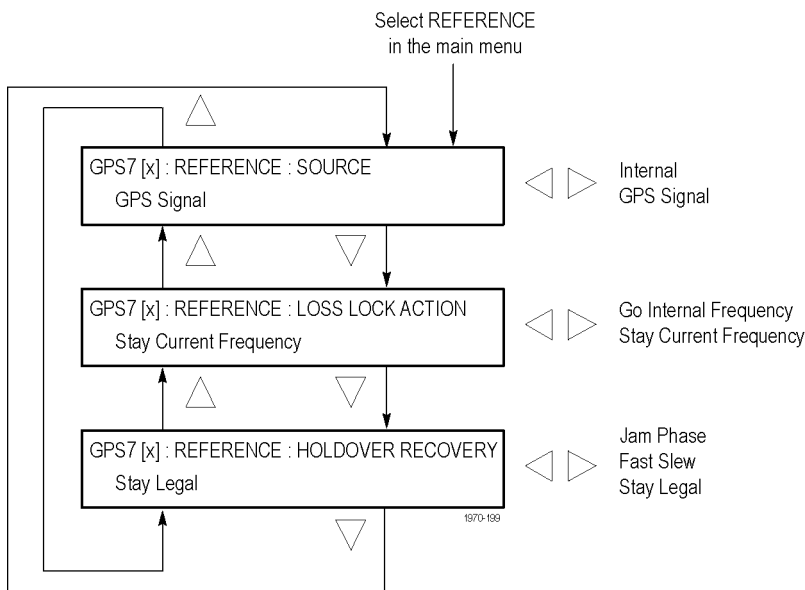 Select REFERENCE
in the main menu
GPS7 [x] : REFERENCE : SOURCE
GPS Signal
Internal
GPS Signal
GPS7 [x] : REFERENCE : LOSS LOCK ACTION
Stay Current Frequency
Go Internal Frequency
Stay Current Frequency
GPS7 [x] : REFERENCE : HOLDOVER RECOVERY
Stay Legal
Jam Phase
Fast Slew
Stay Legal
1970-199